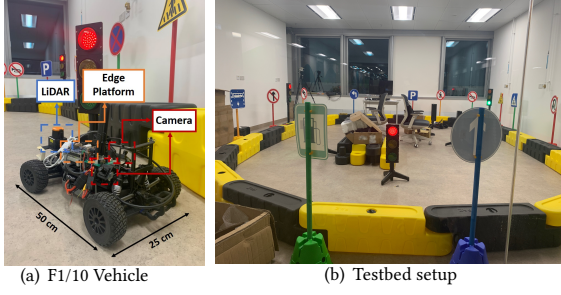 LiDAR
Edge
Platform
Camera
50 cm
25 cm
P
P
(a) F1/10 Vehicle
(b) Testbed setup